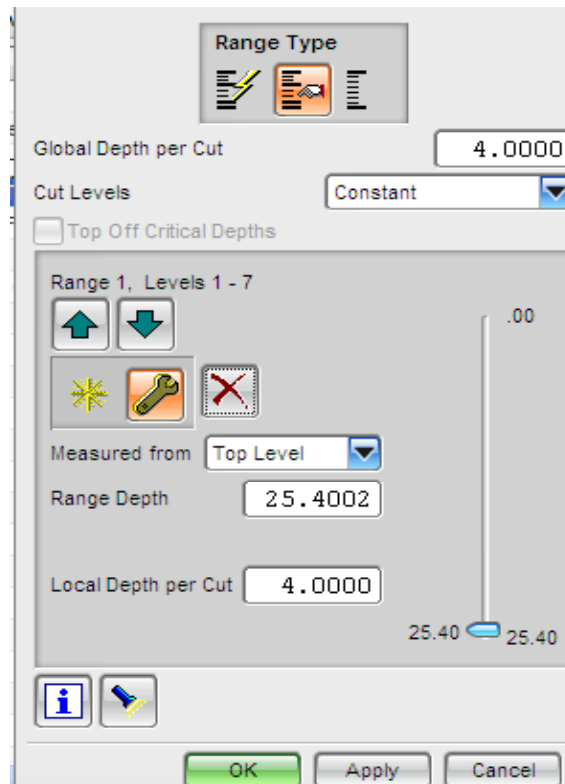 Range Type
Global Depth per Cut 4.0000
Cut Levels Constant
Top Off Critical Depths
Range 1, Levels 1 - 7
.00
Measured from Top Level
Range Depth 25.4002
Local Depth per Cut 4.0000
25.40 25.40
i
OK Apply Cancel